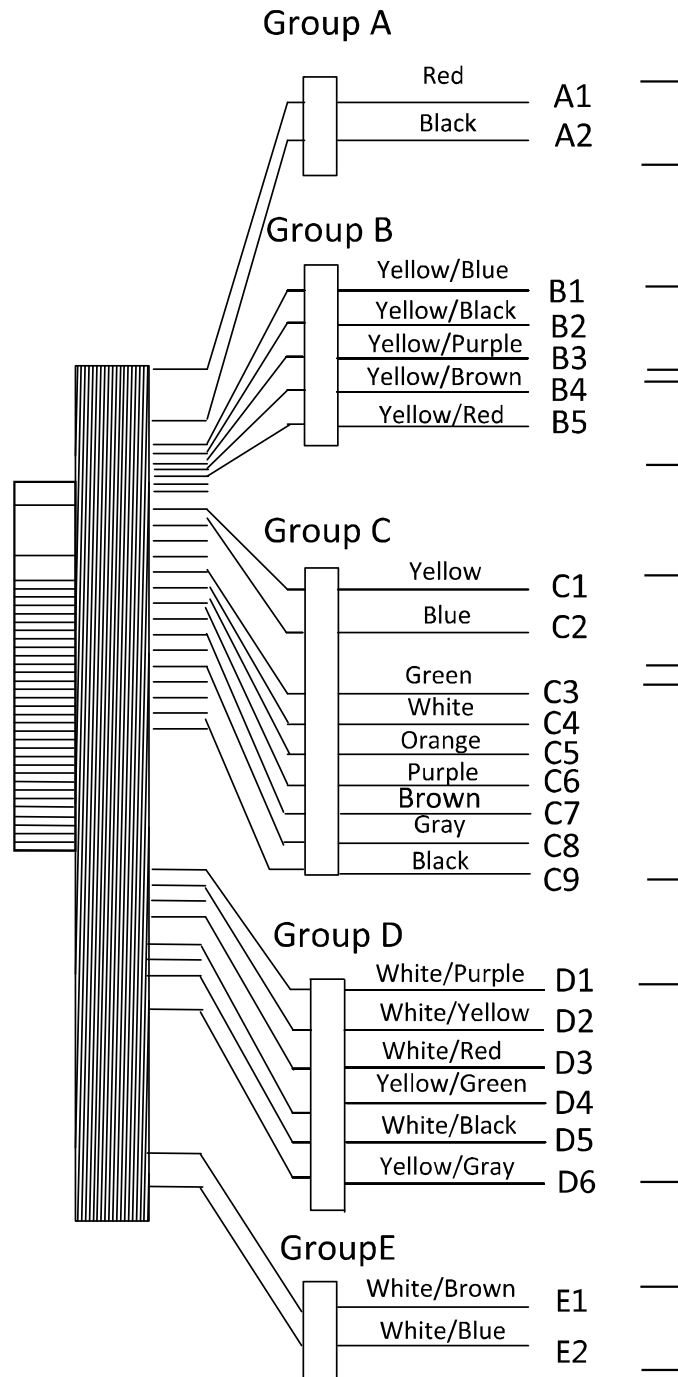 Group A
Red A1
Black A2
Group B
Yellow/Blue B1
Yellow/Black B2
Yellow/Purple B3
Yellow/Brown B4
Yellow/Red B5
Group C
Yellow C1
Blue C2
Green C3
White C4
Orange C5
Purple C6
Brown C7
Gray C8
Black C9
Group D
White/Purple D1
White/Yellow D2
White/Red D3
Yellow/Green D4
White/Black D5
Yellow/Gray D6
GroupE
White/Brown E1
White/Blue E2